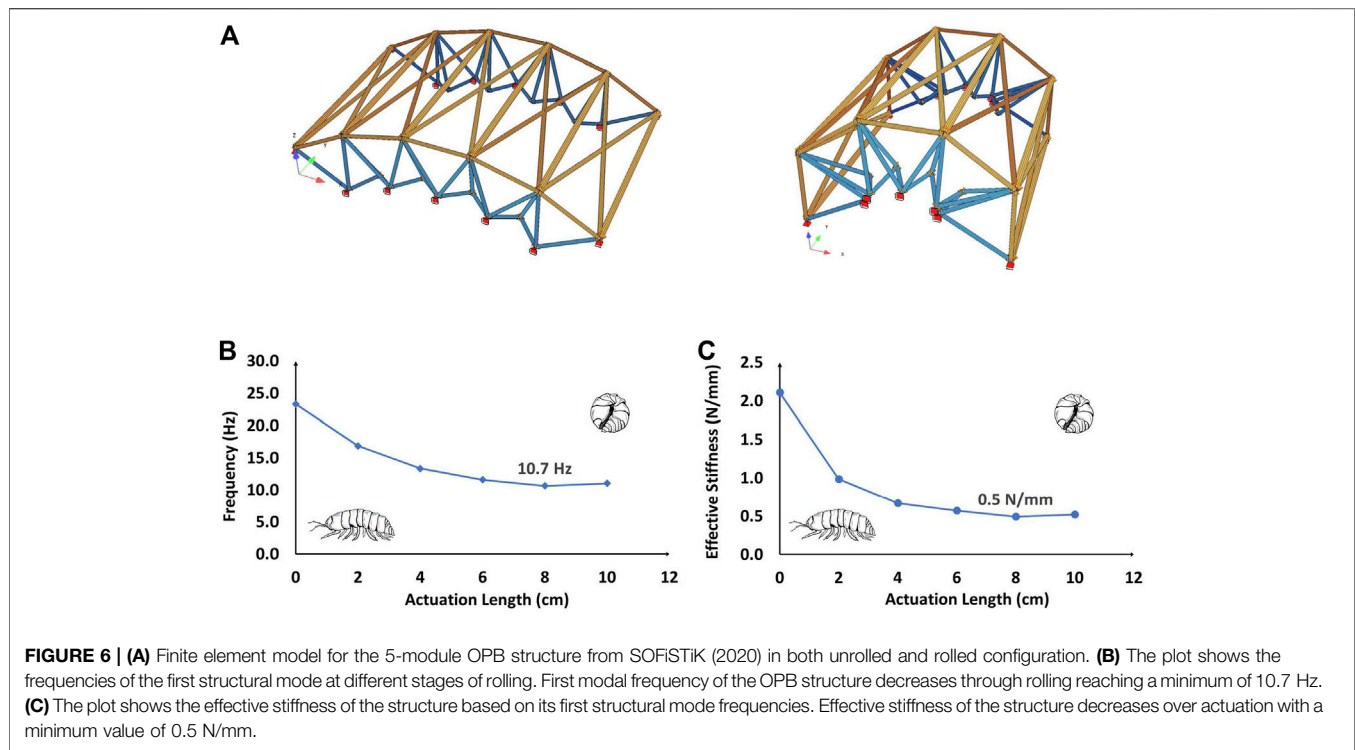 A
Z
Y
X
Y
B
C
30.0
25.0
20.0
15.0
10.0
5.0
0.0
Frequency (Hz)
10.7 Hz
0 2 4 6 8 10 12
Actuation Length (cm)
2.5
2.0
1.5
1.0
0.5
0.0
Effective Stiffness (N/mm)
0.5 N/mm
0 2 4 6 8 10 12
Actuation Length (cm)
FIGURE 6 | (A) Finite element model for the 5-module OPB structure from SOFiSTiK (2020) in both unrolled and rolled configuration. (B) The plot shows the
frequencies of the first structural mode at different stages of rolling. First modal frequency of the OPB structure decreases through rolling reaching a minimum of 10.7 Hz.
(C) The plot shows the effective stiffness of the structure based on its first structural mode frequencies. Effective stiffness of the structure decreases over actuation with a
minimum value of 0.5 N/mm.